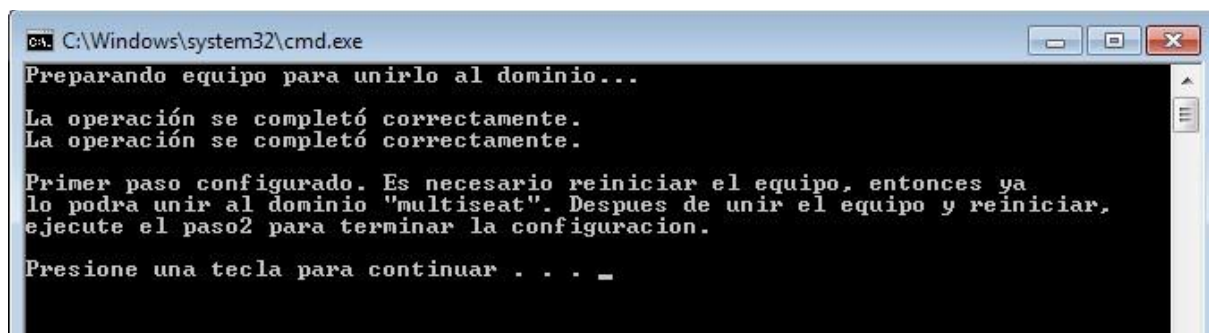 C:\Windows\system32\cmd.exe
Preparando equipo para unirlo al dominio...
La operación se completó correctamente.
La operación se completó correctamente.
Primer paso configurado. Es necesario reiniciar el equipo, entonces ya
lo podra unir al dominio "multiseat". Despues de unir el equipo y reiniciar,
ejecute el paso2 para terminar la configuracion.
Presione una tecla para continuar . . . _